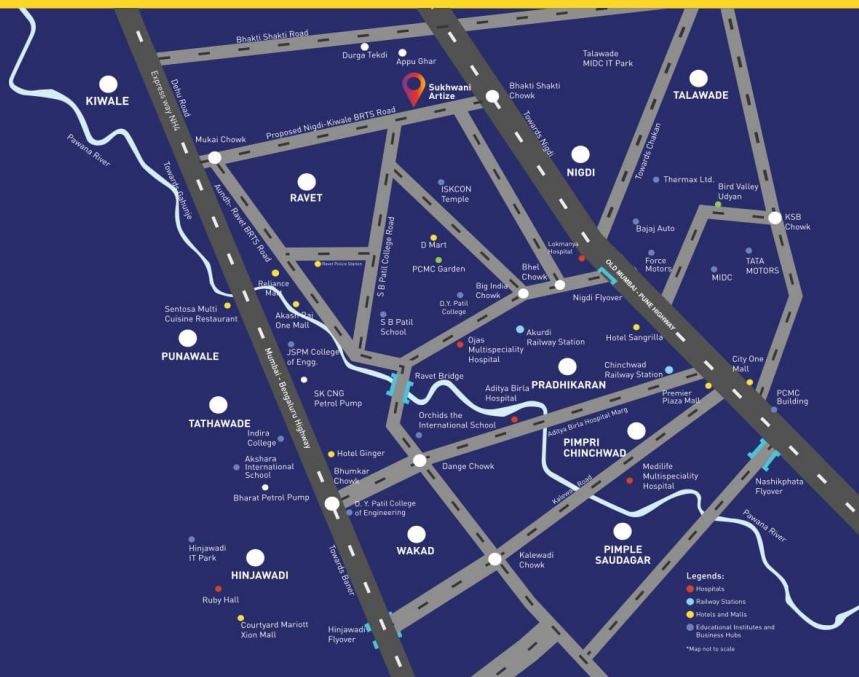 Bhakti Shakti Road
Durga Tekdi
Appu Ghar
Talawade
MIDC IT Park
KIWALE
Express way NH4
Dehu Road
Sukhwani
Artize
Bhakti Shakti
Chowk
TALAWADE
Pawana River
Mukai Chowk
Proposed Nigdi-Kiwale BRTS Road
Towards Nigdi
Towards Chakan
NIGDI
Towards Gahunje
Aundh- Ravet BRTS Road
RAVET
ISKCON
Temple
Thermax Ltd.
Bird Valley
Udyan
KSB
Chowk
S B Patil College Road
D Mart
PCMC Garden
Lokmanya
Hospital
Bajaj Auto
Force
Motors
TATA
MOTORS
MIDC
Ravet Police Station
Reliance
Mart
Bhel
Chowk
Big India
Chowk
Nigdi Flyover
OLD MUMBAI - PUNE HIGHWAY
Sentosa Multi
Cuisine Restaurant
Akash Raj
One Mall
D.Y. Patil
College
S B Patil
School
Akurdi
Railway Station
Hotel Sangrilla
PUNAWALE
JSPM College
of Engg.
Mumbai - Bengaluru Highway
Ojas
Multispeciality
Hospital
City One
Mall
SK CNG
Petrol Pump
Ravet Bridge
PRADHIKARAN
Chinchwad
Railway Station
Aditya Birla
Hospital
Premier
Plaza Mall
PCMC
Building
TATHAWADE
Orchids the
International School
Aditya Birla Hospital Marg
PIMPRI
CHINCHWAD
Indira
College
Hotel Ginger
Akshara
International
School
Bhumkar
Chowk
Dange Chowk
Medilife
Multispeciality
Hospital
Nashikphata
Flyover
Bharat Petrol Pump
D. Y. Patil College
of Engineering
Kalewadi Road
Pawana River
Hinjawadi
IT Park
WAKAD
PIMPLE
SAUDAGAR
HINJAWADI
Towards Baner
Kalewadi
Chowk
Ruby Hall
Courtyard Mariott
Xion Mall
Hinjawadi
Flyover
Legends:
Hospitals
Railway Stations
Hotels and Malls
Educational Institutes and
Business Hubs
*Map not to scale